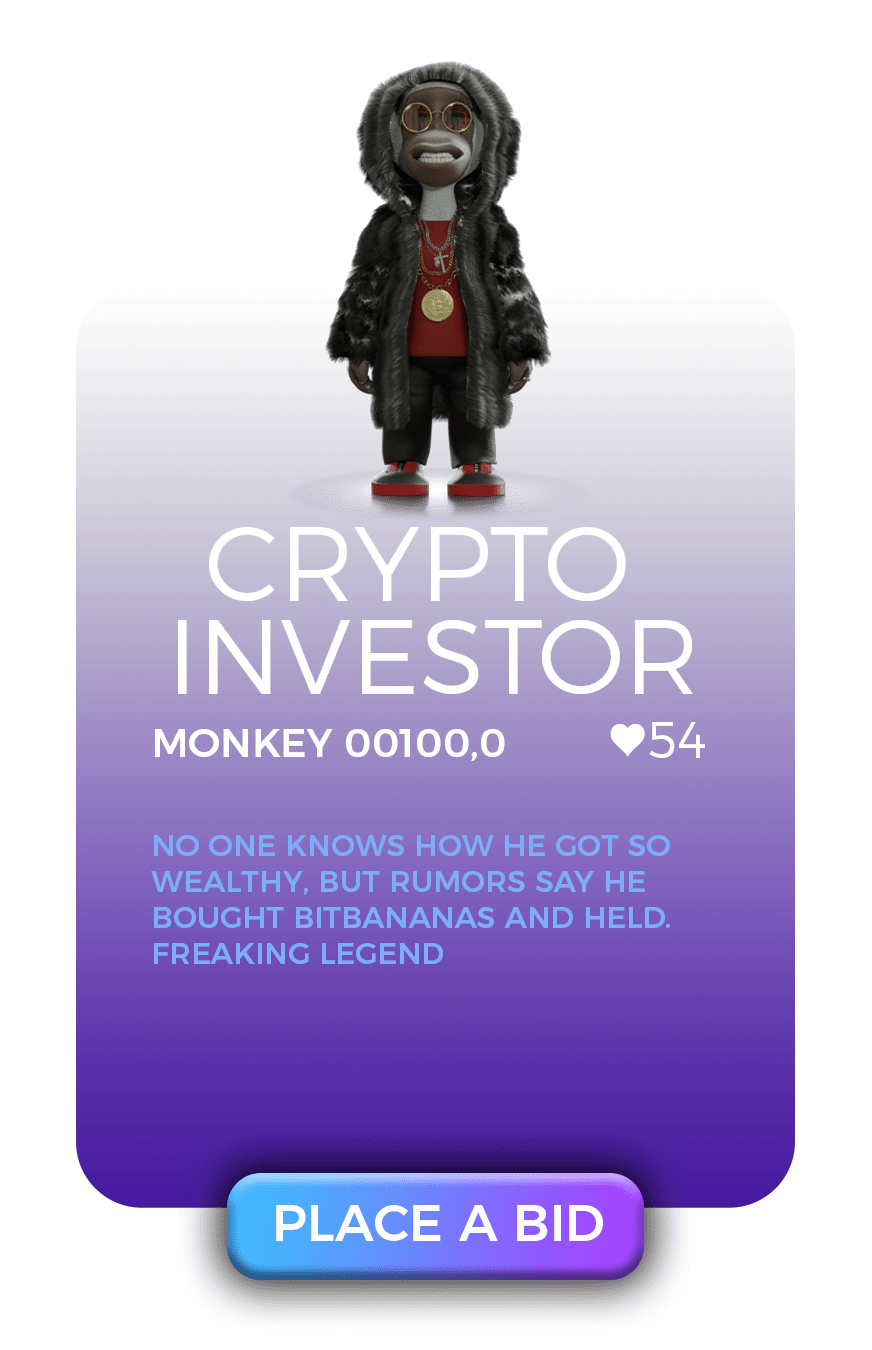 CRYPTO
INVESTOR
MONKEY 00100,0 ♥54
NO ONE KNOWS HOW HE GOT SO
WEALTHY, BUT RUMORS SAY HE
BOUGHT BITBANANAS AND HELD.
FREAKING LEGEND
PLACE A BID